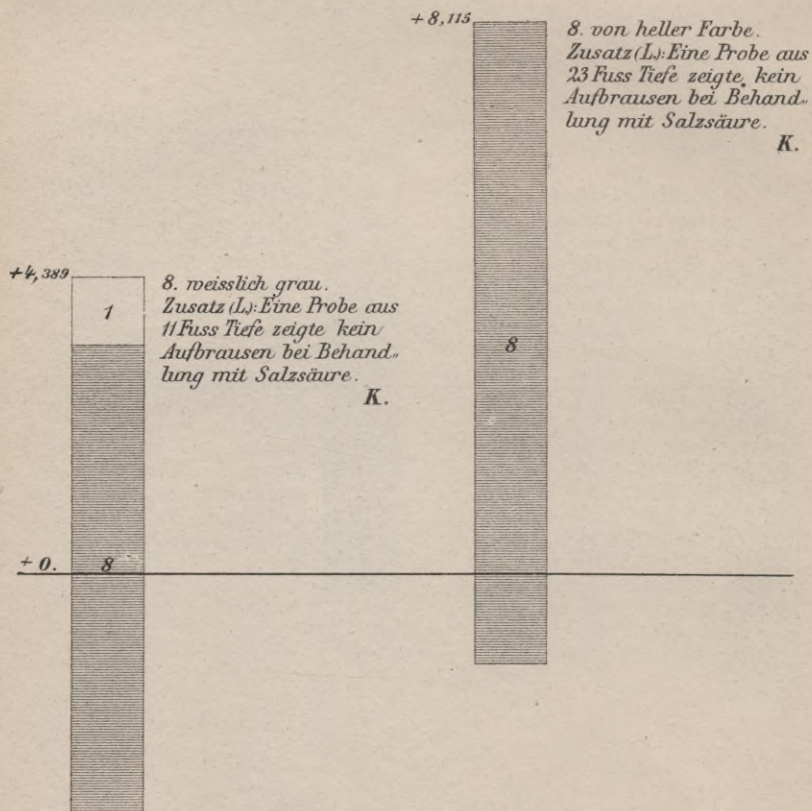 +8,115
8. von heller Farbe.
Zusatz (L): Eine Probe aus
23 Fuss Tiefe zeigte kein
Aufbrausen bei Behand„
lung mit Salzsäure.
K.
+4,389
1
8. weisslich grau.
Zusatz (L): Eine Probe aus
11 Fuss Tiefe zeigte kein
Aufbrausen bei Behand„
lung mit Salzsäure.
K.
8
+0.
8